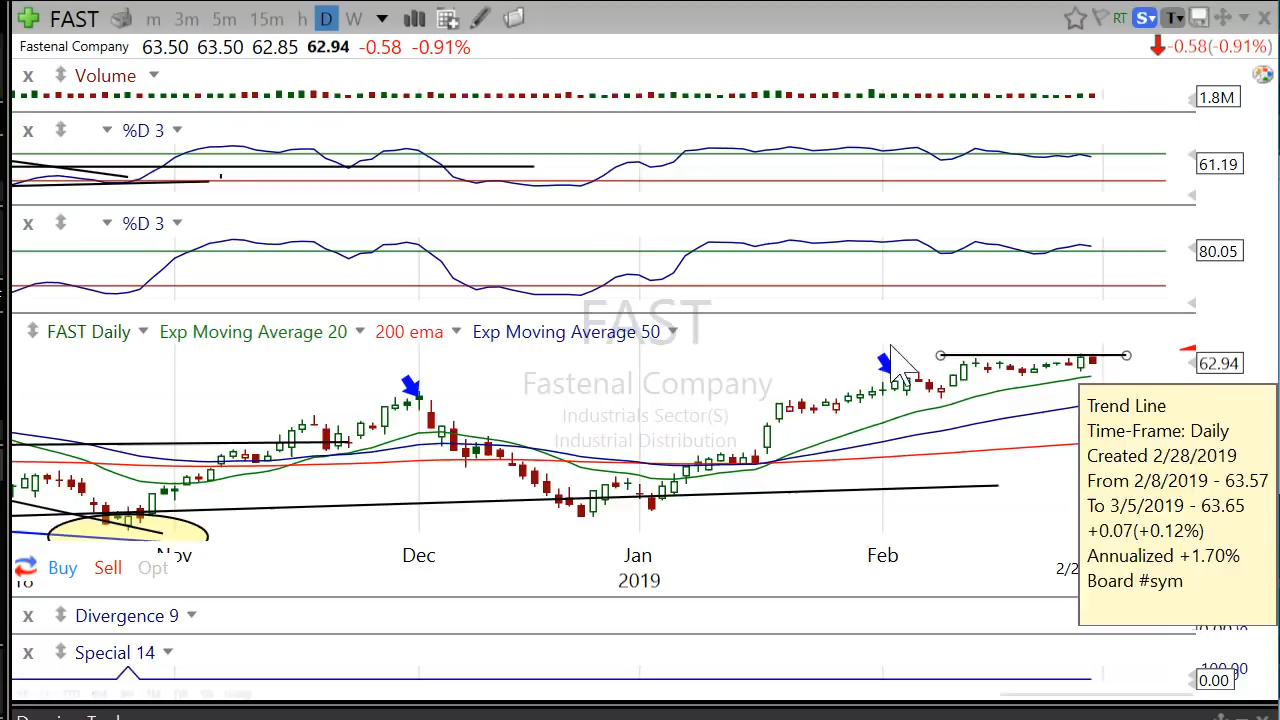 FAST m 3m 5m 15m h D W RT S T
Fastenal Company 63.50 63.50 62.85 62.94 -0.58 -0.91% -0.58(-0.91%)
x Volume
1.8M
x %D 3
61.19
x %D 3
80.05
FAST Daily Exp Moving Average 20 200 ema Exp Moving Average 50
FAST
62.94
Fastenal Company
Industrials Sector(S)
Industrial Distribution
Trend Line
Time-Frame: Daily
Created 2/28/2019
From 2/8/2019 - 63.57
To 3/5/2019 - 63.65
+0.07(+0.12%)
Annualized +1.70%
Board #sym
Nov Dec Jan Feb
2019
Buy Sell Opt
x Divergence 9
x Special 14
100.00
0.00